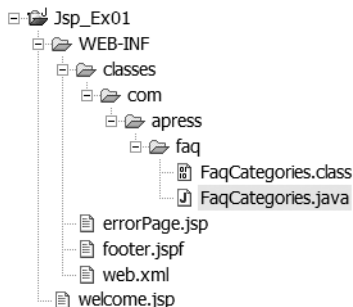 Jsp_Ex01
WEB-INF
classes
com
apress
faq
FaqCategories.class
FaqCategories.java
errorPage.jsp
footer.jspf
web.xml
welcome.jsp